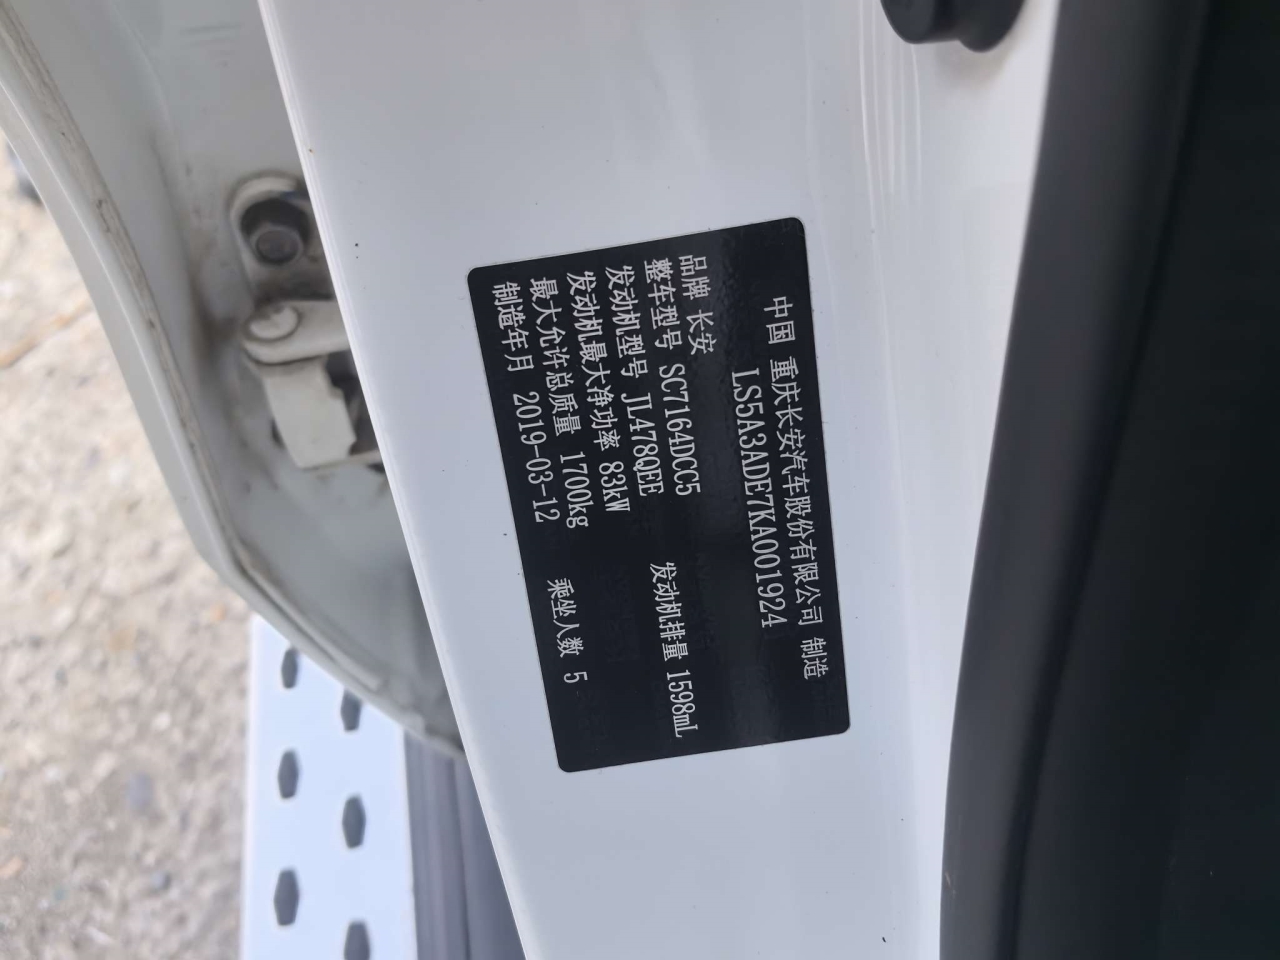 中国 重庆长安汽车股份有限公司 制造
LS5A3ADE7KA001924
品牌 长安
整车型号 SC7164DCC5
发动机型号 JL478QEE 发动机排量 1598mL
发动机最大净功率 83kW
最大允许总质量 1700kg
制造年月 2019-03-12 乘坐人数 5